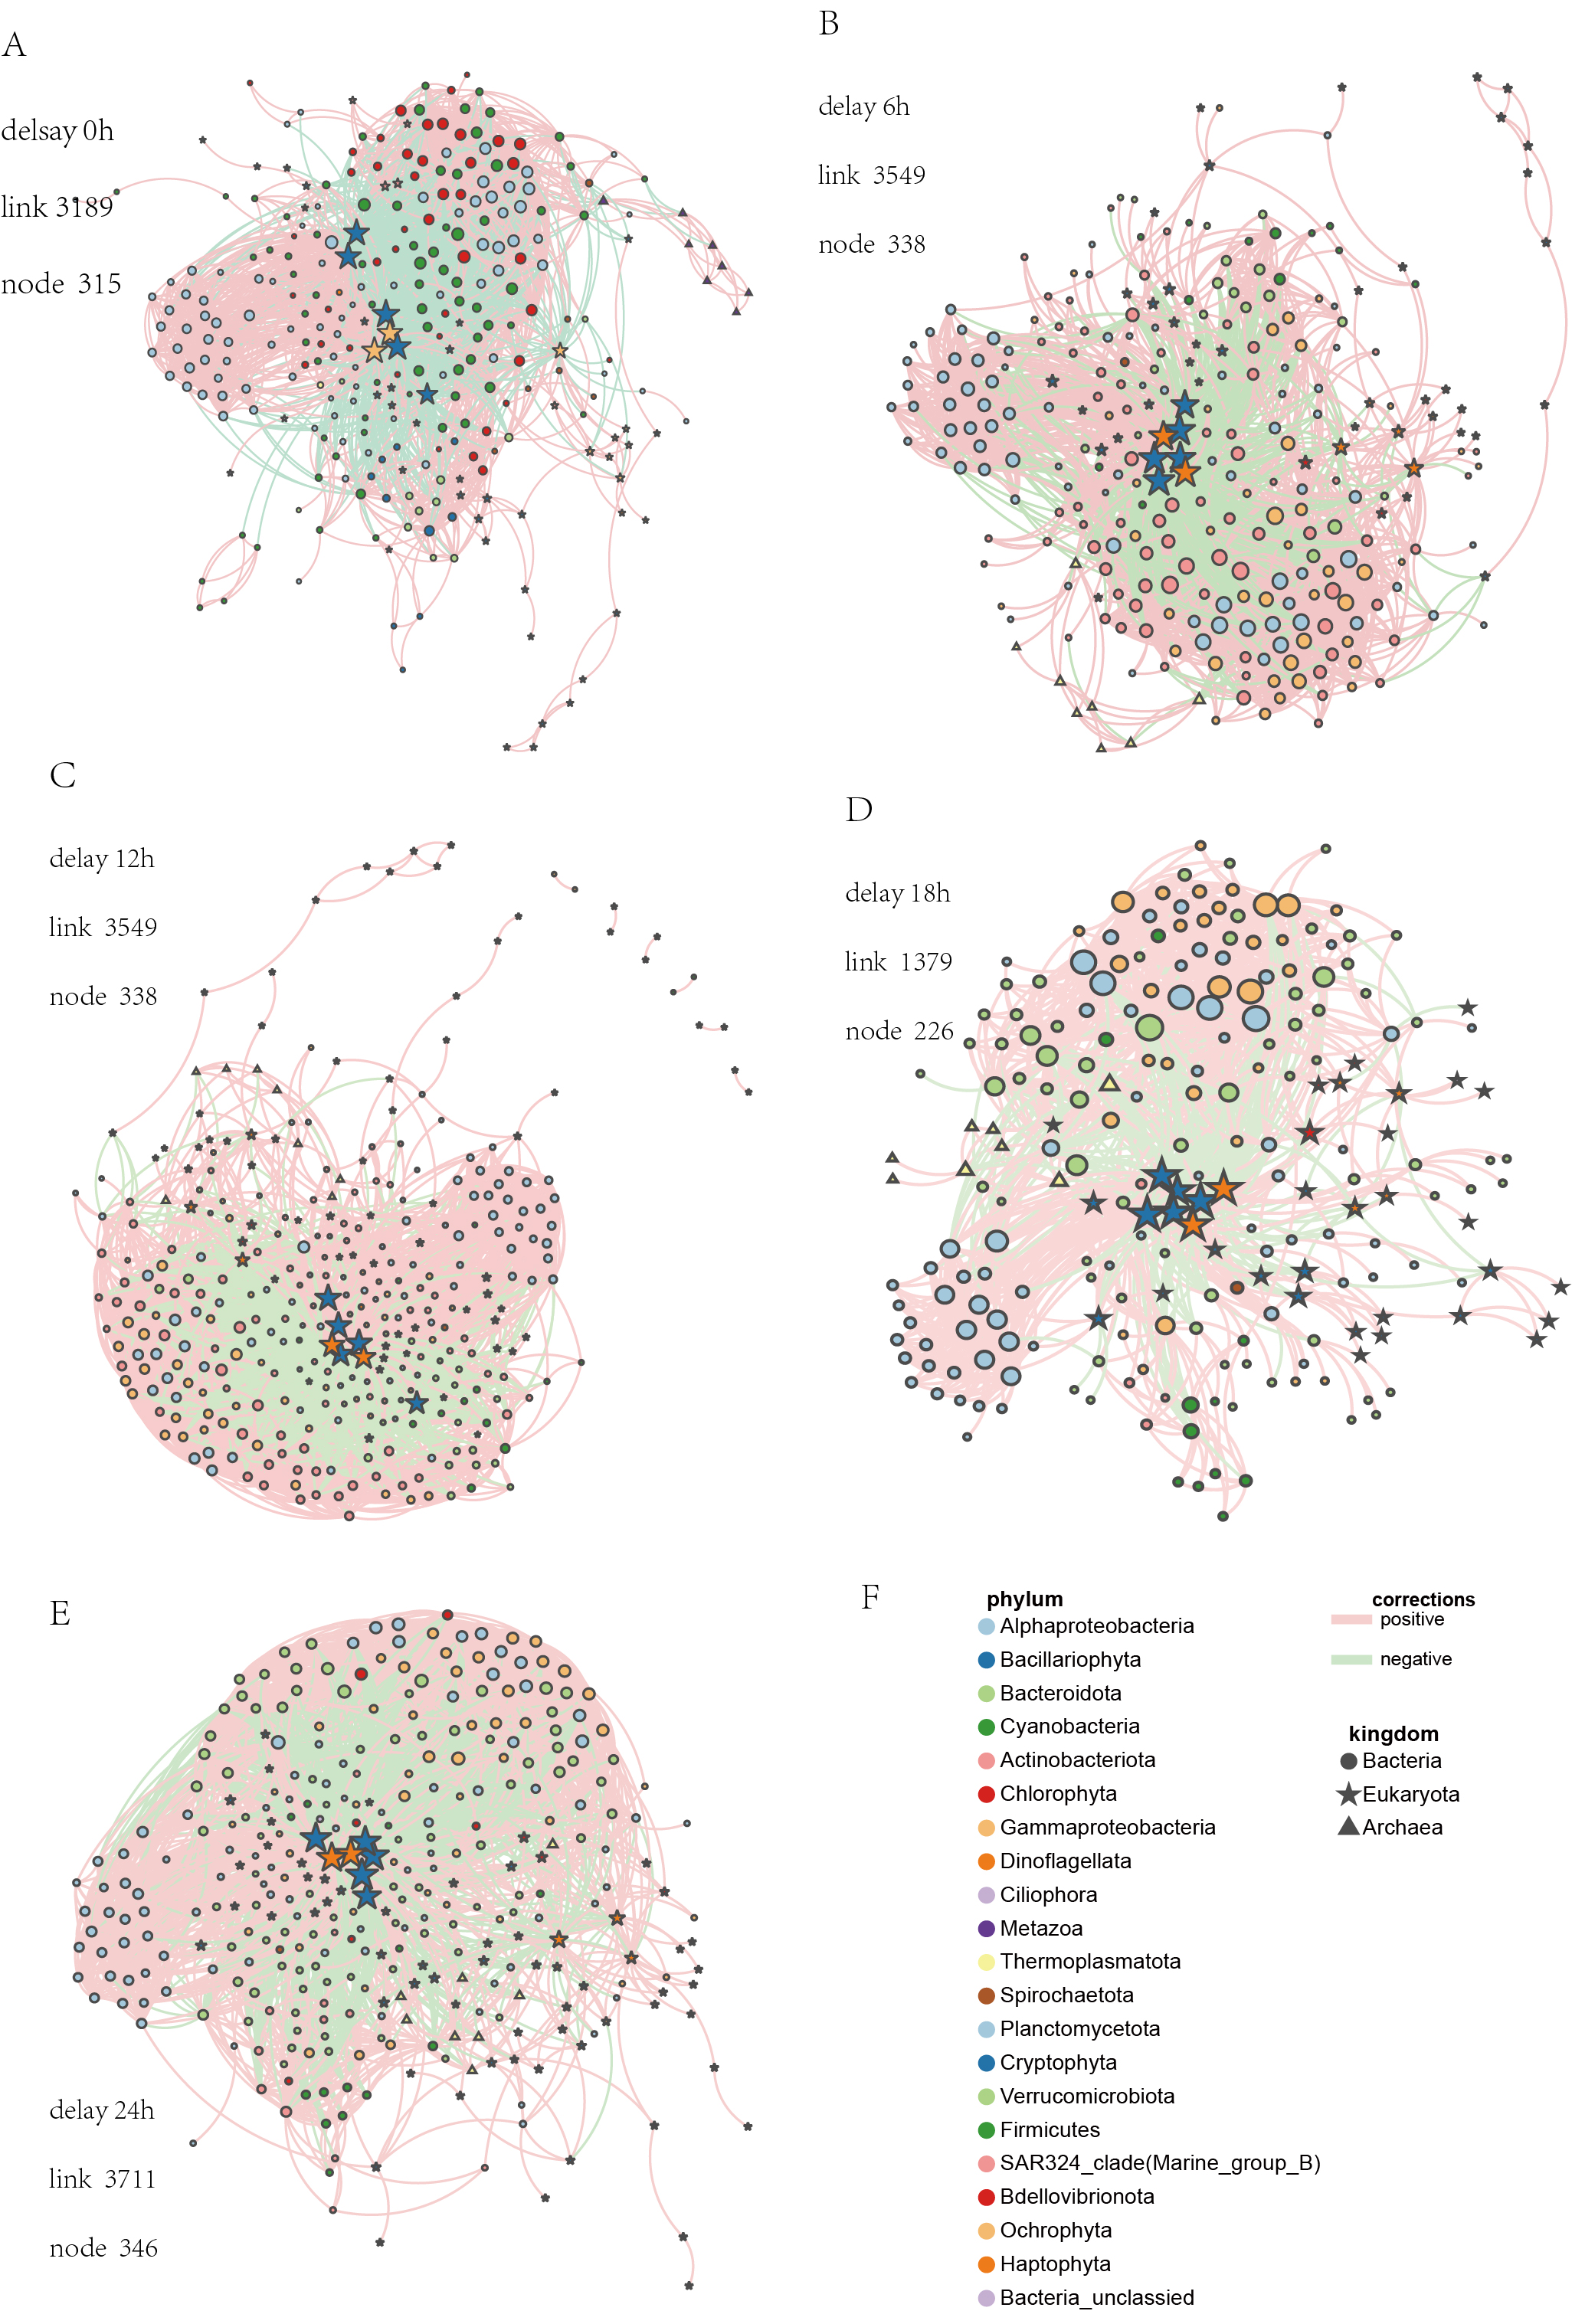 A
delsay 0h
link 3189
node 315
B
delay 6h
link 3549
node 338
C
delay 12h
link 3549
node 338
D
delay 18h
link 1379
node 226
E
delay 24h
link 3711
node 346
F
phylum
Alphaproteobacteria
Bacillariophyta
Bacteroidota
Cyanobacteria
Actinobacteriota
Chlorophyta
Gammaproteobacteria
Dinoflagellata
Ciliophora
Metazoa
Thermoplasmatota
Spirochaetota
Planctomycetota
Cryptophyta
Verrucomicrobiota
Firmicutes
SAR324_clade(Marine_group_B)
Bdellovibrionota
Ochrophyta
Haptophyta
Bacteria_unclassied
corrections
positive
negative
kingdom
Bacteria
Eukaryota
Archaea